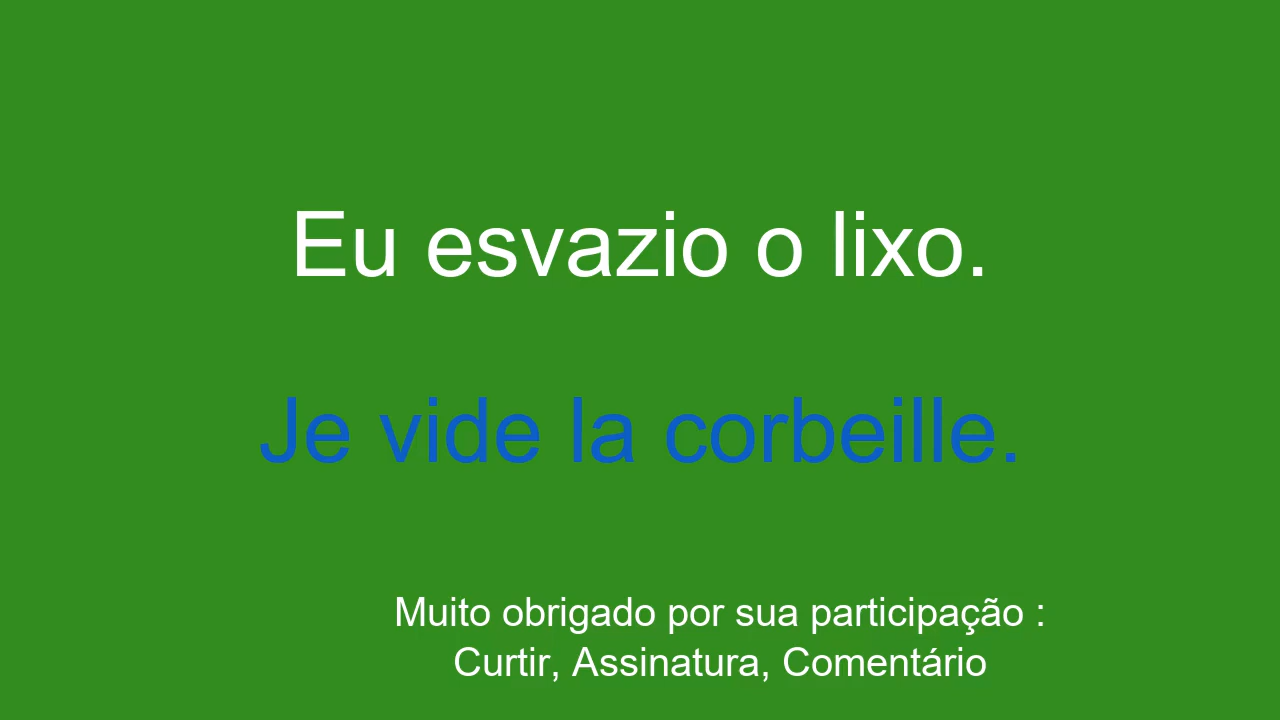 Eu esvazio o lixo.
Je vide la corbeille.
Muito obrigado por sua participação :
Curtir, Assinatura, Comentário